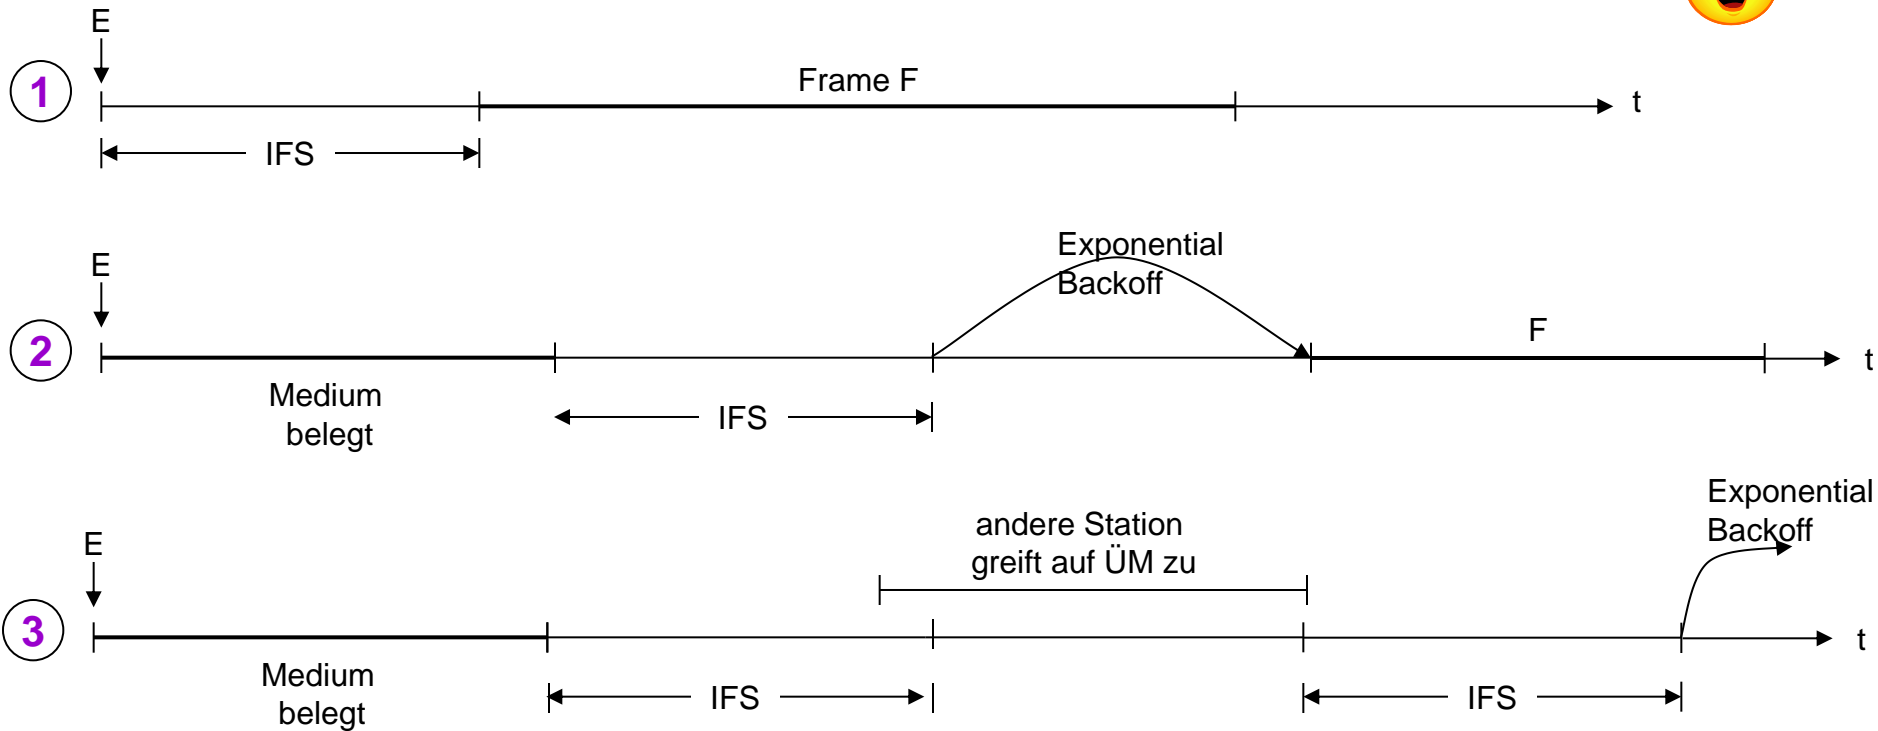 E
1
Frame F
t
IFS
E
Exponential
Backoff
2
F
t
Medium
belegt
IFS
Exponential
Backoff
andere Station
greift auf ÜM zu
E
3
t
Medium
belegt
IFS
IFS